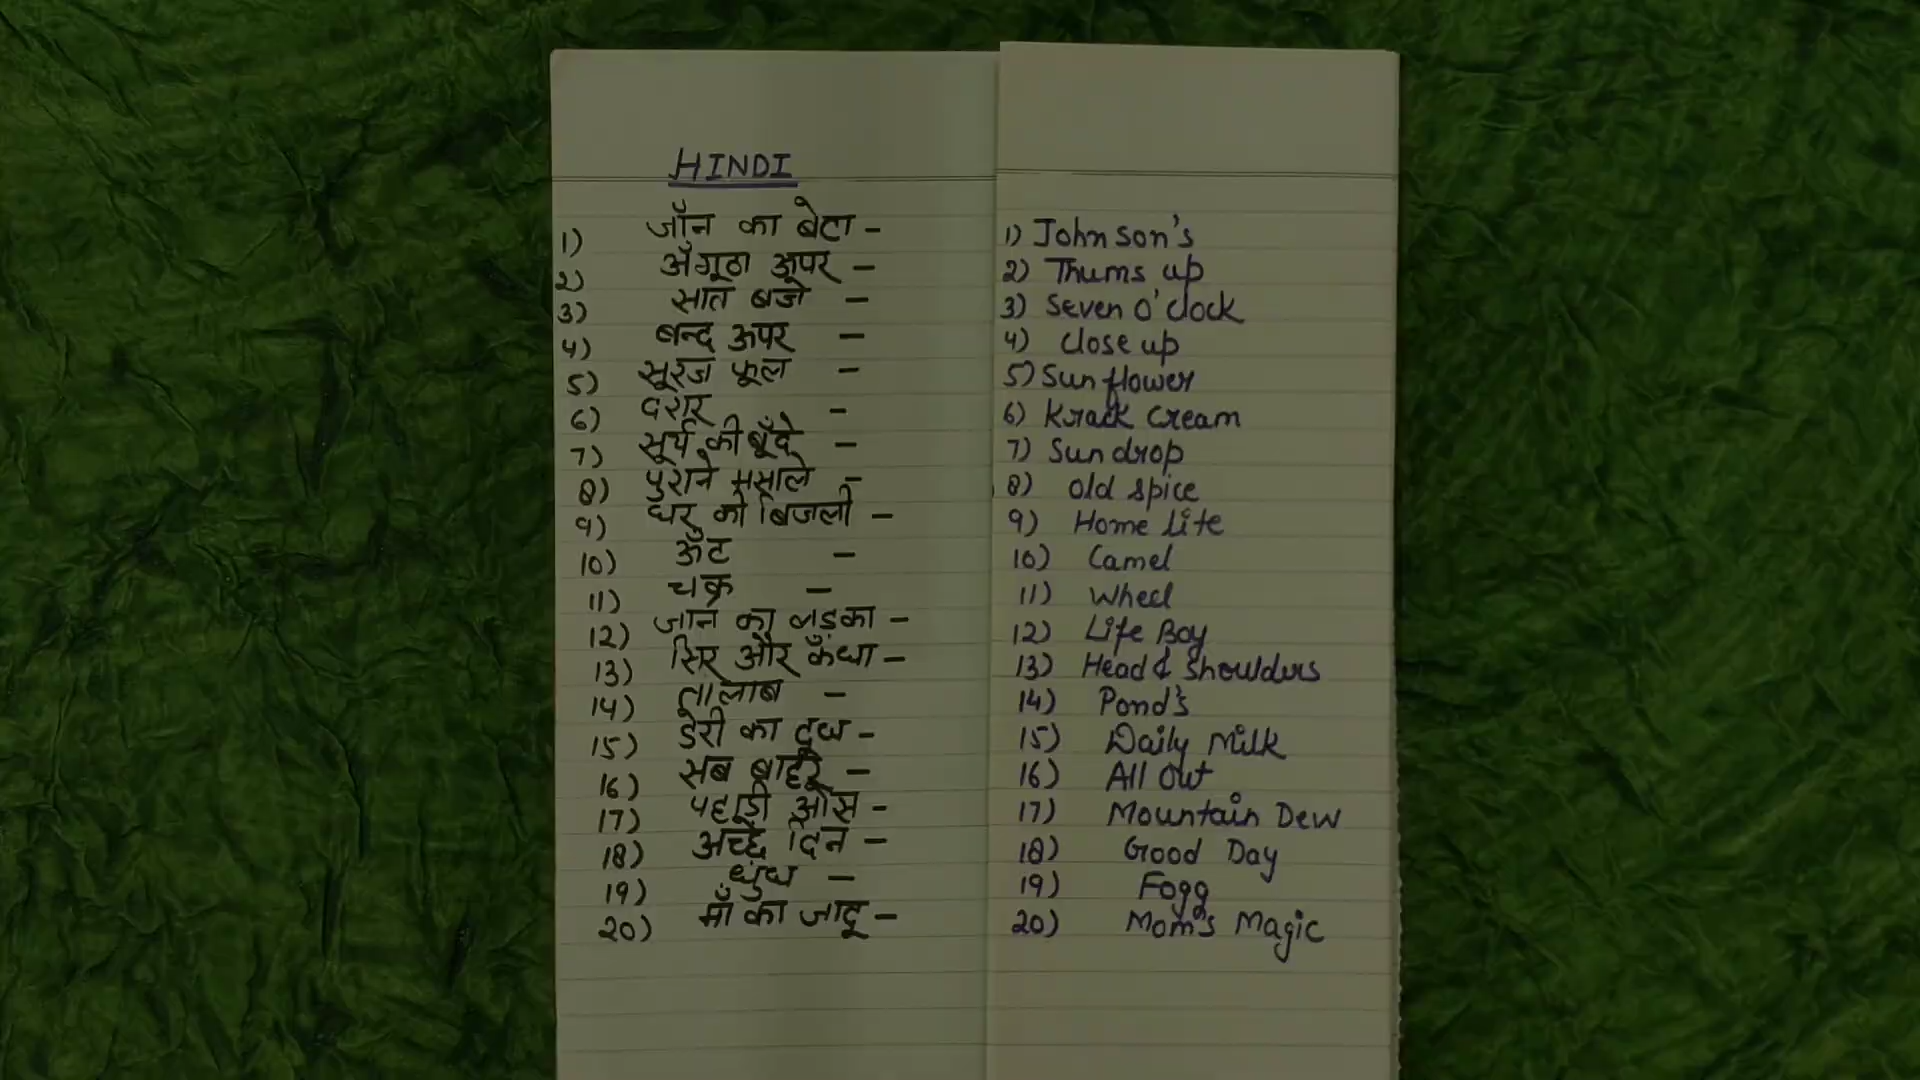 HINDI
1) जॉन का बेटा -
2) अँगूठा ऊपर -
3) सात बजे -
4) बन्द ऊपर -
5) सूरज फूल -
6) दरार -
7) सूर्य की बूँदे -
8) पुराने मसाले -
9) घर की बिजली -
10) ऊँट -
11) चक्र -
12) जान का लड़का -
13) सिर और कँधा -
14) तालाब -
15) डेरी का दूध -
16) सब बाहर -
17) पहाड़ी ओस -
18) अच्छे दिन -
19) धुंध -
20) माँ का जादू -
1) Johnson's
2) Thums up
3) Seven O'clock
4) Close up
5) Sunflower
6) Krack Cream
7) Sundrop
8) Old Spice
9) Home Lite
10) Camel
11) Wheel
12) Life Boy
13) Head & Shoulders
14) Pond's
15) Daily Milk
16) All Out
17) Mountain Dew
18) Good Day
19) Fogg
20) Mom's Magic